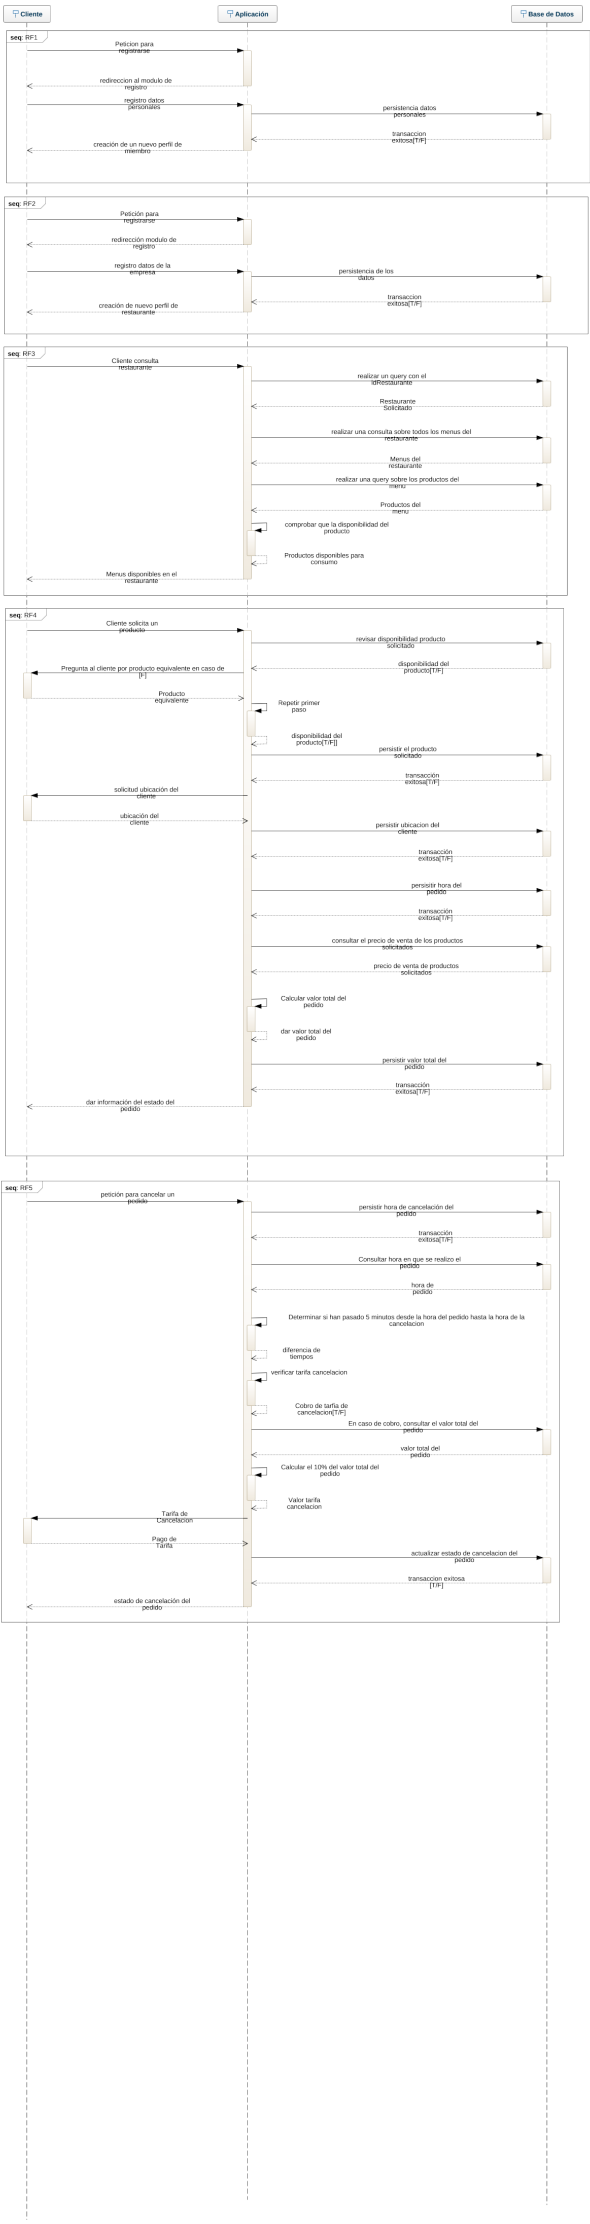 Cliente
Aplicación
Base de Datos
seq: RF1
Peticion para
registrarse
redireccion al modulo de
registro
registro datos
personales
persistencia datos
personales
transaccion
exitosa[T/F]
creación de un nuevo perfil de
miembro
seq: RF2
Petición para
registrarse
redirección modulo de
registro
registro datos de la
empresa
persistencia de los
datos
transaccion
exitosa[T/F]
creación de nuevo perfil de
restaurante
seq: RF3
Cliente consulta
restaurante
realizar un query con el
idRestaurante
Restaurante
Solicitado
realizar una consulta sobre todos los menus del
restaurante
Menus del
restaurante
realizar una query sobre los productos del
menu
Productos del
menu
comprobar que la disponibilidad del
producto
Productos disponibles para
consumo
Menus disponibles en el
restaurante
seq: RF4
Cliente solicita un
producto
revisar disponibilidad producto
solicitado
disponibilidad del
producto[T/F]
Pregunta al cliente por producto equivalente en caso de
[F]
Producto
equivalente
Repetir primer
paso
disponibilidad del
producto[T/F]]
persistir el producto
solicitado
transacción
exitosa[T/F]
solicitud ubicación del
cliente
ubicación del
cliente
persistir ubicacion del
cliente
transacción
exitosa[T/F]
persisitir hora del
pedido
transacción
exitosa[T/F]
consultar el precio de venta de los productos
solicitados
precio de venta de productos
solicitados
Calcular valor total del
pedido
dar valor total del
pedido
persistir valor total del
pedido
transacción
exitosa[T/F]
dar información del estado del
pedido
seq: RF5
petición para cancelar un
pedido
persistir hora de cancelación del
pedido
transacción
exitosa[T/F]
Consultar hora en que se realizo el
pedido
hora de
pedido
Determinar si han pasado 5 minutos desde la hora del pedido hasta la hora de la
cancelacion
diferencia de
tiempos
verificar tarifa cancelacion
Cobro de tarfia de
cancelacion[T/F]
En caso de cobro, consultar el valor total del
pedido
valor total del
pedido
Calcular el 10% del valor total del
pedido
Valor tarifa
cancelacion
Tarifa de
Cancelacion
Pago de
Tarifa
actualizar estado de cancelacion del
pedido
transaccion exitosa
[T/F]
estado de cancelación del
pedido